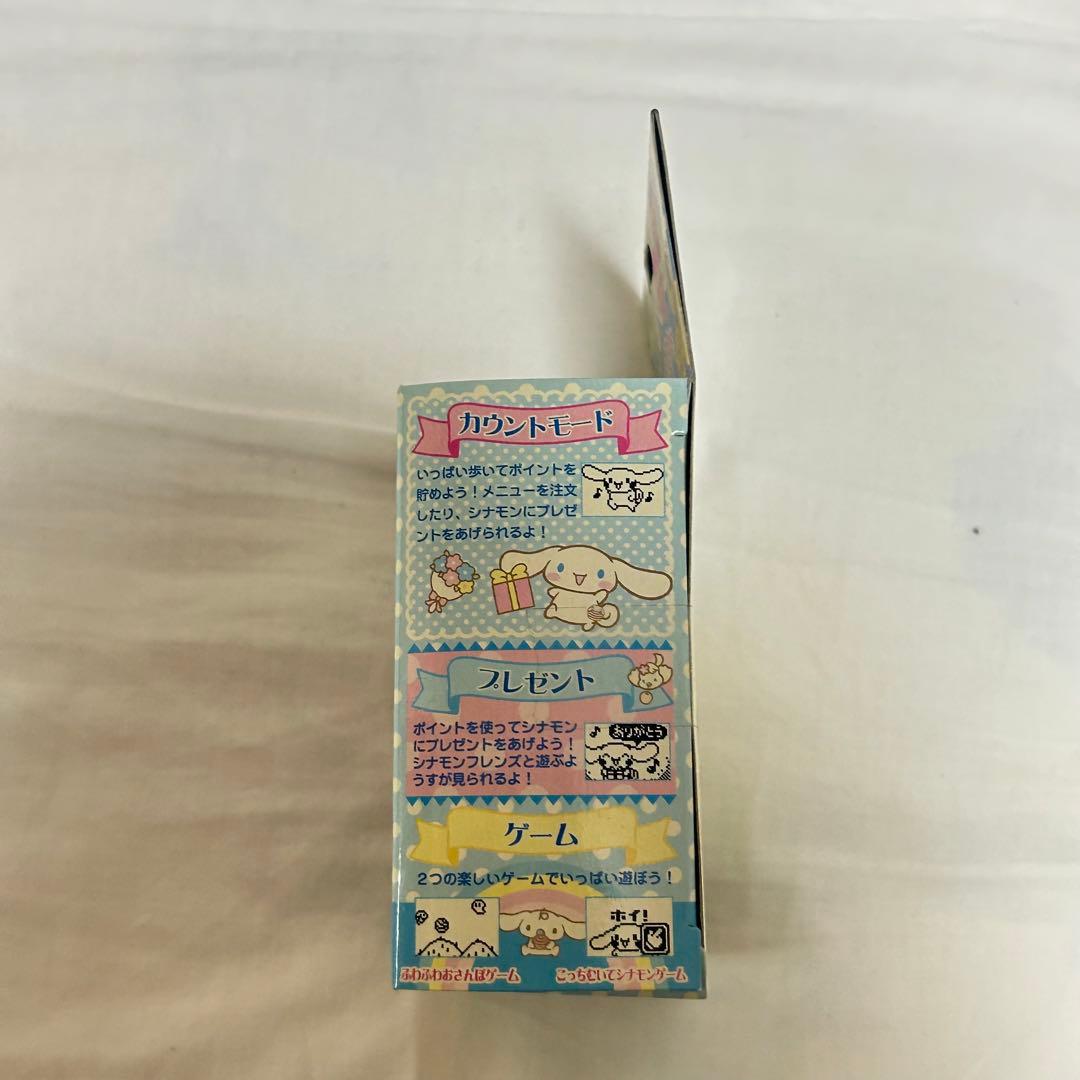 カウントモード
いっぱい歩いてポイントを
貯めよう！メニューを注文
したり、シナモンにプレゼ
ントをあげられるよ！
プレゼント
ポイントを使ってシナモン
にプレゼントをあげよう！
シナモンフレンズと遊ぶよ
うすが見られるよ！
ありがとう
ゲーム
2つの楽しいゲームでいっぱい遊ぼう！
ホイ!
ふわふわおさんぽゲーム
こっちむいてシナモンゲーム